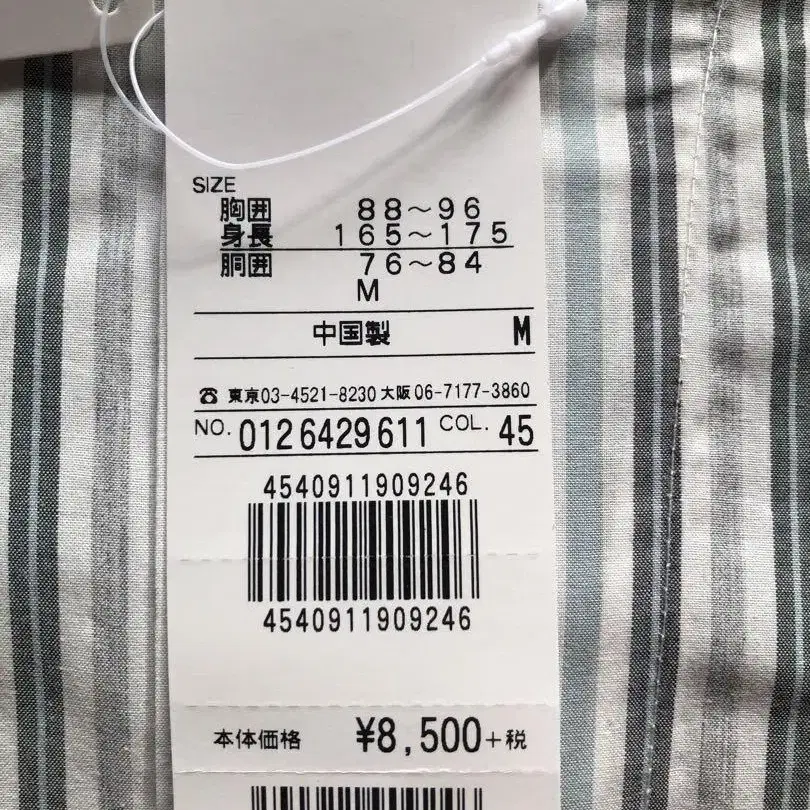 SIZE
胸囲 88～96
身長 165～175
胴囲 76～84
M
中国製 M
☎ 東京03-4521-8230 大阪06-7177-3860
NO. 0126429611 COL. 45
4540911909246
4540911909246
本体価格 ¥8,500+税